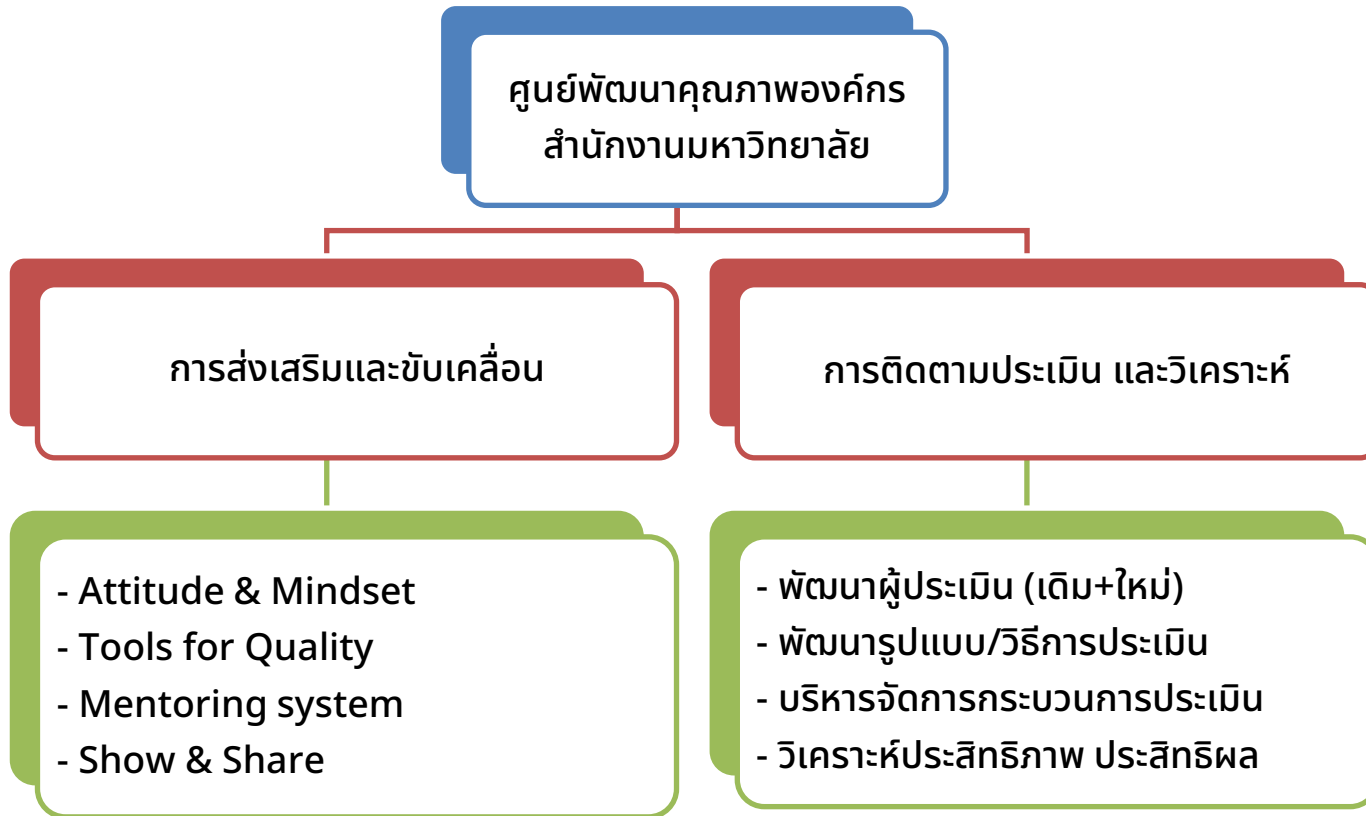 ศูนย์พัฒนาคุณภาพองค์กร
สำนักงานมหาวิทยาลัย
การส่งเสริมและขับเคลื่อน
การติดตามประเมิน และวิเคราะห์
- Attitude & Mindset
- Tools for Quality
- Mentoring system
- Show & Share
- พัฒนาผู้ประเมิน (เดิม+ใหม่)
- พัฒนารูปแบบ/วิธีการประเมิน
- บริหารจัดการกระบวนการประเมิน
- วิเคราะห์ประสิทธิภาพ ประสิทธิผล